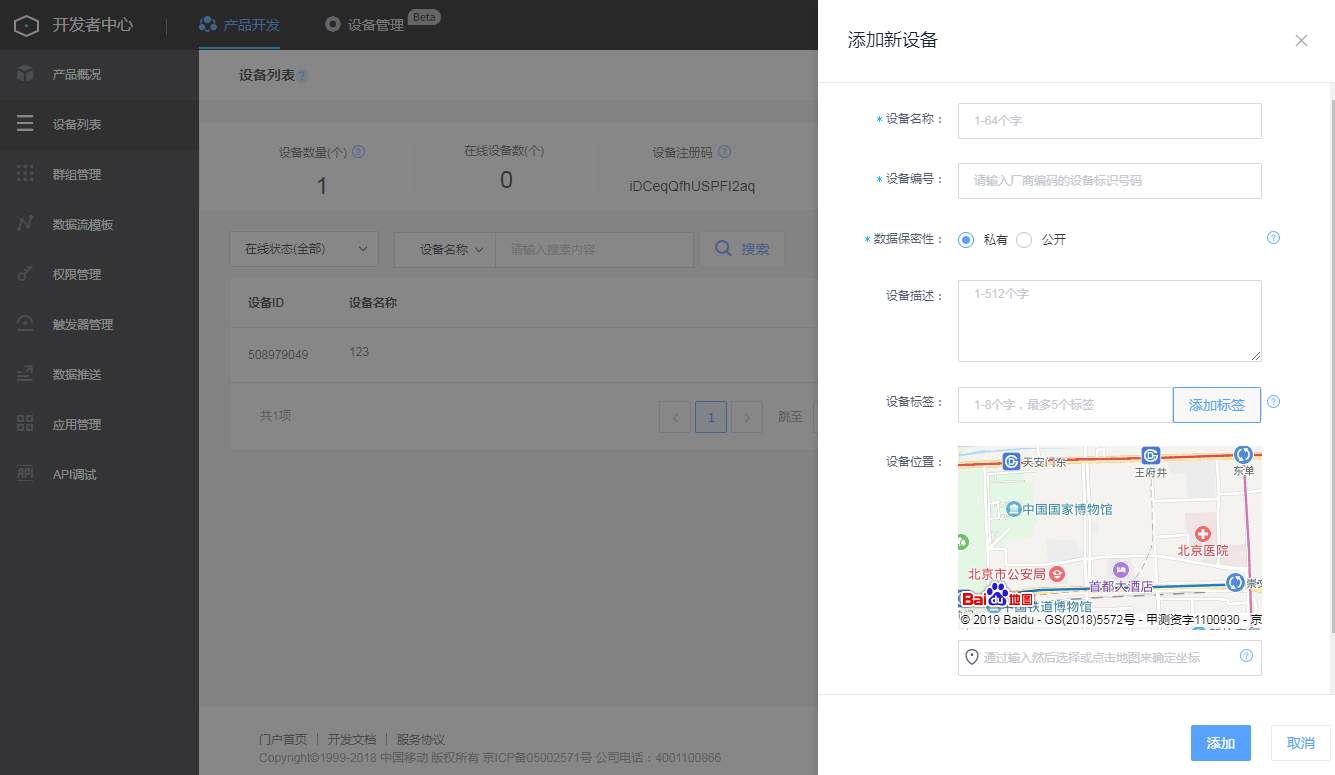 开发者中心
产品开发
设备管理
Beta
产品概况
设备列表
群组管理
数据流模板
权限管理
触发器管理
数据推送
应用管理
API调试
设备列表
设备数量(个)
1
在线设备数(个)
0
设备注册码
iDCeqQfhUSPFI2aq
在线状态(全部)
设备名称
请输入搜索内容
搜索
设备ID
设备名称
508979049
123
共1项
1
跳至
门户首页
开发文档
服务协议
Copyright©1999-2018 中国移动 版权所有 京ICP备05002571号 公司电话：4001100866
添加新设备
* 设备名称：
1-64个字
* 设备编号：
请输入厂商编码的设备标识号码
* 数据保密性：
私有
公开
设备描述：
1-512个字
设备标签：
1-8个字，最多5个标签
添加标签
设备位置：
天安门东
王府井
东单
中国国家博物馆
北京医院
北京市公安局
首都大酒店
Baidu地图
中国铁道博物馆
© 2019 Baidu - GS(2018)5572号 - 甲测资字1100930 - 京
通过输入然后选择或点击地图来确定坐标
添加
取消